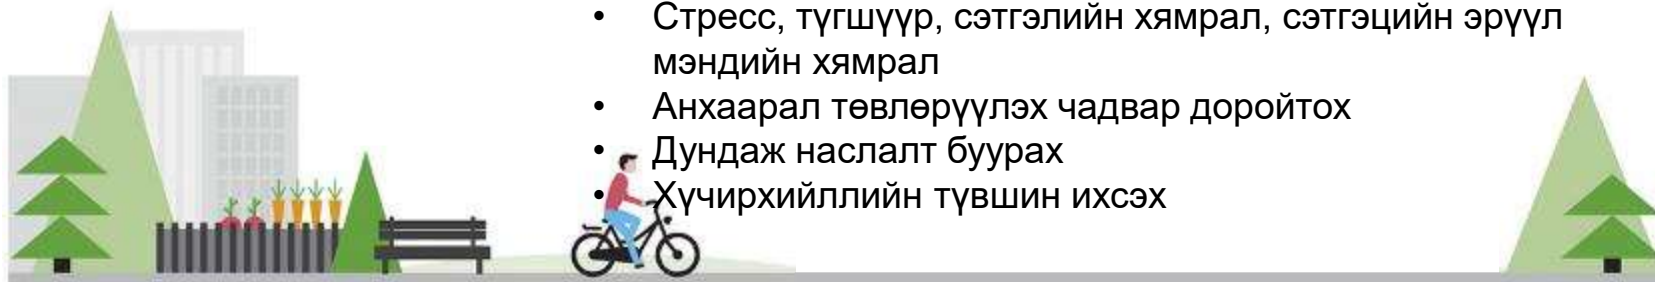 • Стресс, түгшүүр, сэтгэлийн хямрал, сэтгэцийн эрүүл
мэндийн хямрал
• Анхаарал төвлөрүүлэх чадвар доройтох
• Дундаж наслалт буурах
• Хүчирхийллийн түвшин ихсэх